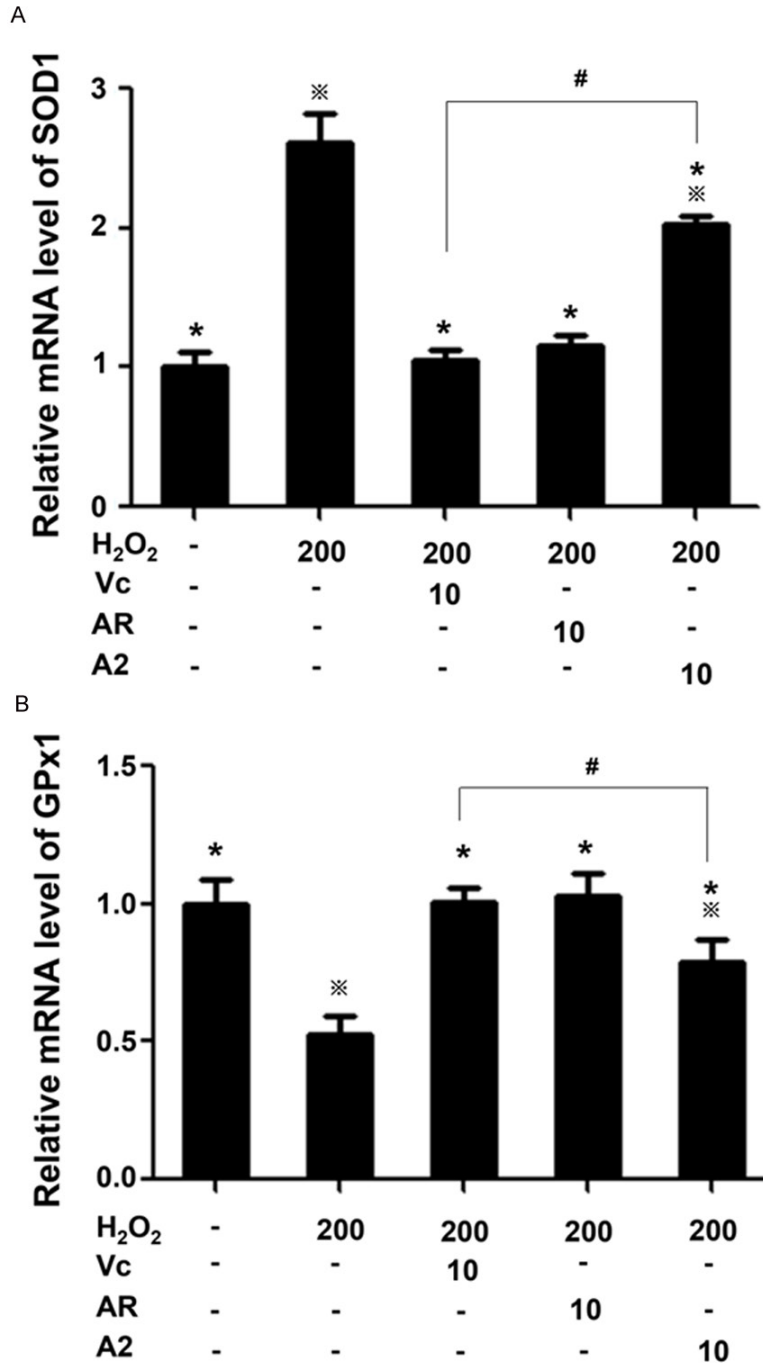 A
Relative mRNA level of SOD1
3
2
1
0
#
* ※ * * * ※
H₂O₂ - 200 200 200 200
Vc - - 10 - -
AR - - - 10 -
A2 - - - - 10
B
Relative mRNA level of GPx1
1.5
1.0
0.5
0.0
#
* ※ * * * ※
H₂O₂ - 200 200 200 200
Vc - - 10 - -
AR - - - 10 -
A2 - - - - 10